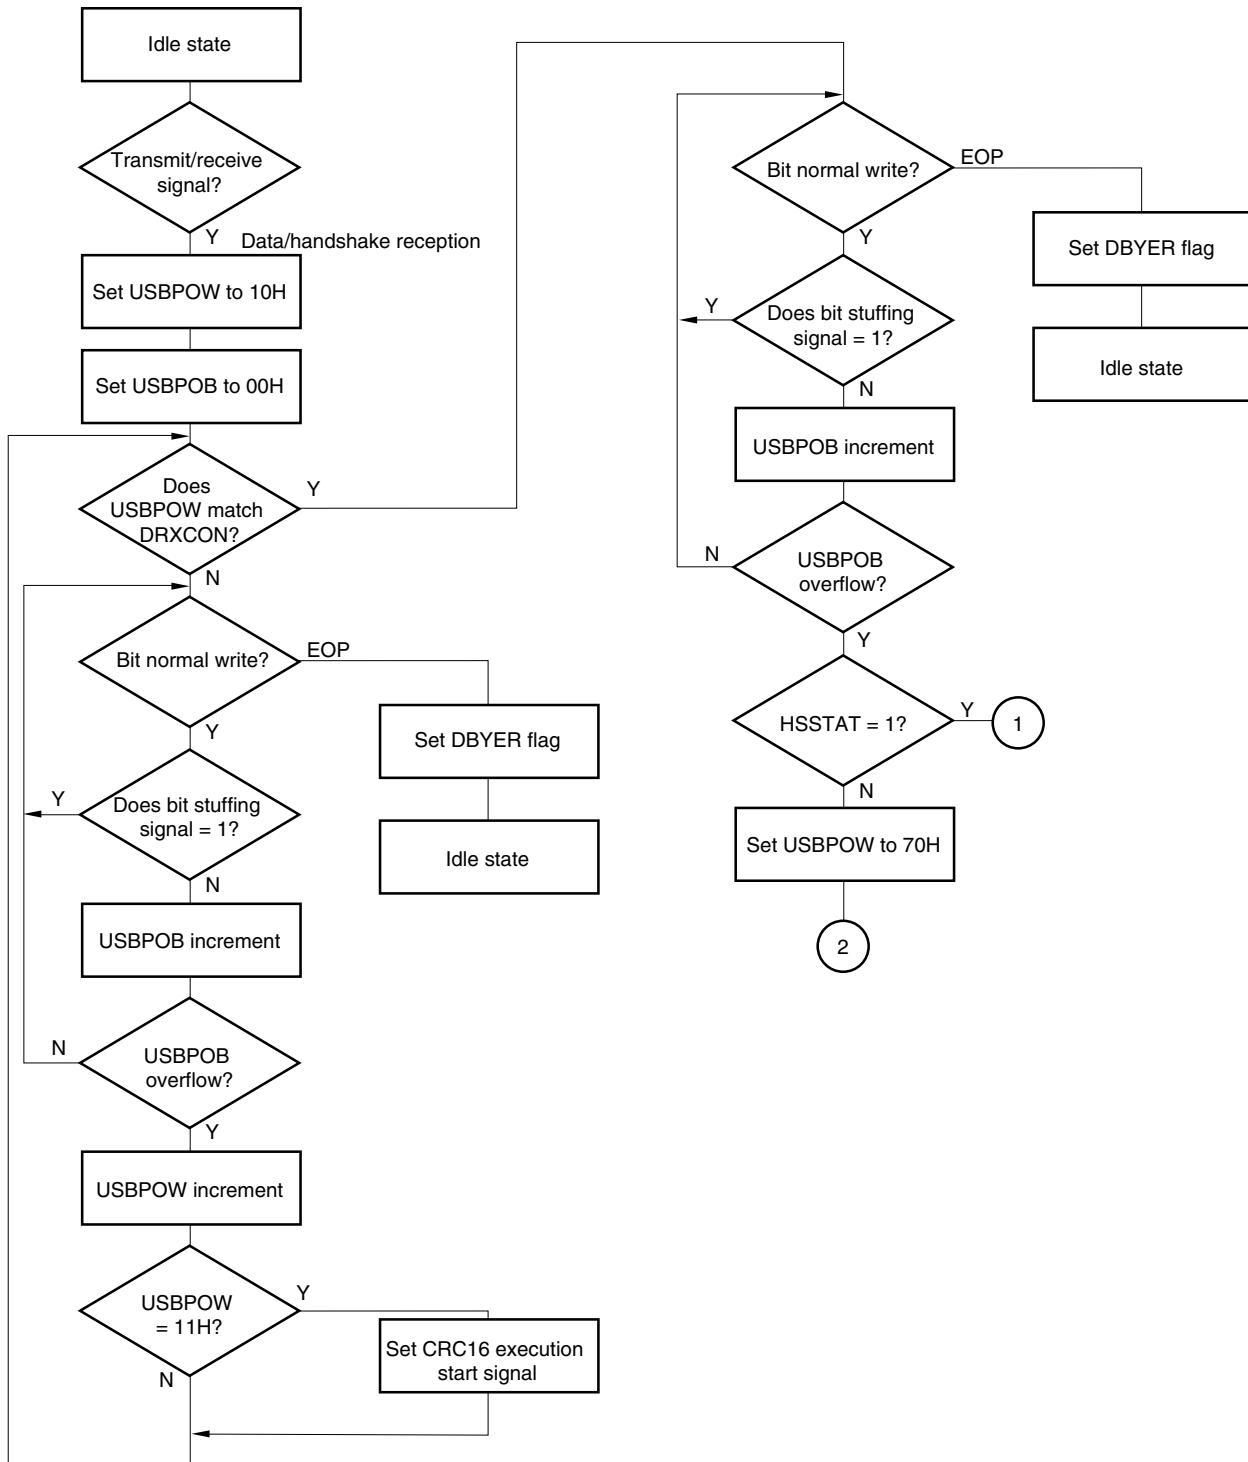 Idle state
Transmit/receive
signal?
Y
Data/handshake reception
Set USBPOW to 10H
Set USBPOB to 00H
Does
USBPOW match
DRXCON?
Y
N
Bit normal write?
EOP
Y
Set DBYER flag
Idle state
Does bit stuffing
signal = 1?
Y
N
USBPOB increment
USBPOB
overflow?
N
Y
USBPOW increment
USBPOW
= 11H?
Y
N
Set CRC16 execution
start signal
Bit normal write?
EOP
Y
Set DBYER flag
Idle state
Does bit stuffing
signal = 1?
Y
N
USBPOB increment
USBPOB
overflow?
N
Y
HSSTAT = 1?
Y
1
N
Set USBPOW to 70H
2